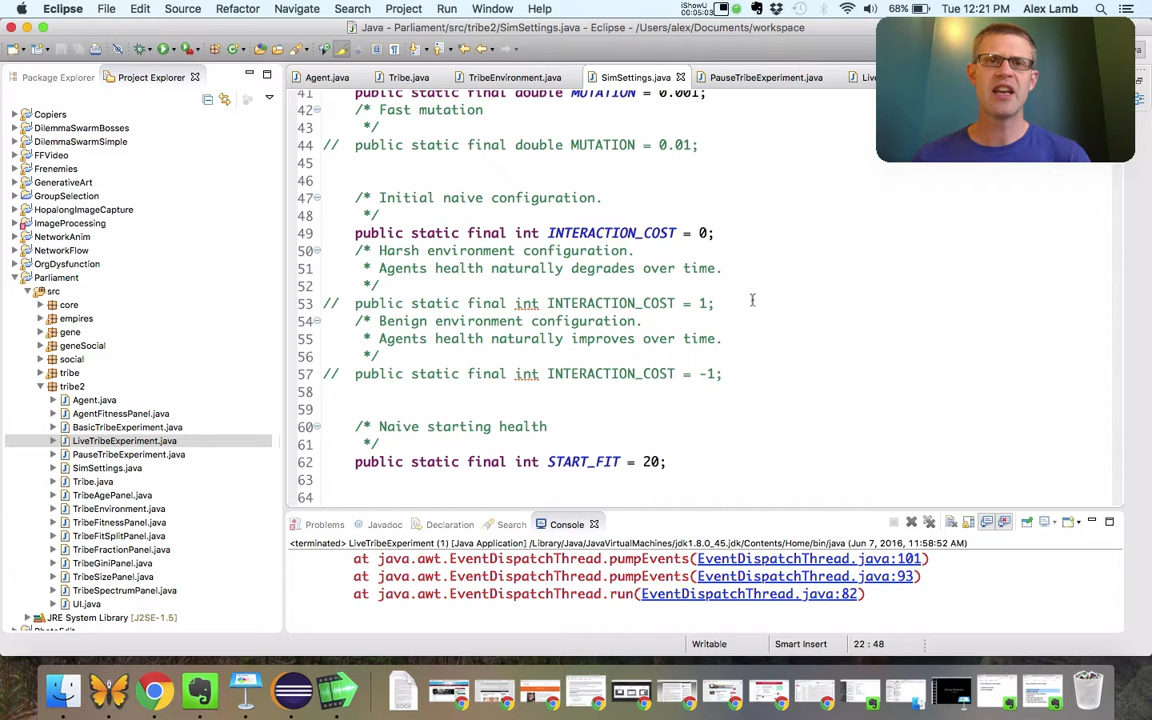 Eclipse File Edit Source Refactor Navigate Search Project Run Window Help
iShowU
00:05:03
68% Tue 12:21 PM Alex Lamb
Java - Parliament/src/tribe2/SimSettings.java - Eclipse - /Users/alex/Documents/workspace
Package Explorer Project Explorer
Copiers
DilemmaSwarmBosses
DilemmaSwarmSimple
FFVideo
Frenemies
GenerativeArt
GroupSelection
HopalongImageCapture
ImageProcessing
NetworkAnim
NetworkFlow
OrgDysfunction
Parliament
src
core
empires
gene
geneSocial
social
tribe
tribe2
Agent.java
AgentFitnessPanel.java
BasicTribeExperiment.java
LiveTribeExperiment.java
PauseTribeExperiment.java
SimSettings.java
Tribe.java
TribeAgePanel.java
TribeEnvironment.java
TribeFitnessPanel.java
TribeFitSplitPanel.java
TribeFractionPanel.java
TribeGiniPanel.java
TribeSizePanel.java
TribeSpectrumPanel.java
UI.java
JRE System Library [J2SE-1.5]
PhotoEdit
Agent.java Tribe.java TribeEnvironment.java SimSettings.java PauseTribeExperiment.java Liv
41 public static final double MUTATION = 0.001;
42 /* Fast mutation
43 */
44 // public static final double MUTATION = 0.01;
45
46
47 /* Initial naive configuration.
48 */
49 public static final int INTERACTION_COST = 0;
50 /* Harsh environment configuration.
51 * Agents health naturally degrades over time.
52 */
53 // public static final int INTERACTION_COST = 1;
54 /* Benign environment configuration.
55 * Agents health naturally improves over time.
56 */
57 // public static final int INTERACTION_COST = -1;
58
59
60 /* Naive starting health
61 */
62 public static final int START_FIT = 20;
63
64
Problems Javadoc Declaration Search Console
<terminated> LiveTribeExperiment (1) [Java Application] /Library/Java/JavaVirtualMachines/jdk1.8.0_45.jdk/Contents/Home/bin/java (Jun 7, 2016, 11:58:52 AM)
at java.awt.EventDispatchThread.pumpEvents(EventDispatchThread.java:101)
at java.awt.EventDispatchThread.pumpEvents(EventDispatchThread.java:93)
at java.awt.EventDispatchThread.run(EventDispatchThread.java:82)
Writable Smart Insert 22 : 48